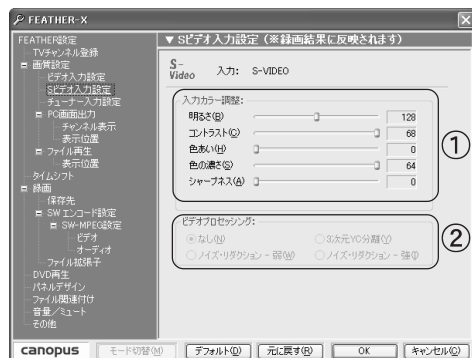 FEATHER-X
FEATHER設定
TVチャンネル登録
画質設定
ビデオ入力設定
Sビデオ入力設定
チューナー入力設定
PC画面出力
チャンネル表示
表示位置
ファイル再生
表示位置
タイムシフト
録画
保存先
SWエンコード設定
SW-MPEG設定
ビデオ
オーディオ
ファイル拡張子
DVD再生
パネルデザイン
ファイル関連付け
音量/ミュート
その他
▼ Sビデオ入力設定 (※録画結果に反映されます)
S-Video 入力: S-VIDEO
入力カラー調整:
明るさ(B) 128
コントラスト(C) 68
色あい(H) 0
色の濃さ(S) 64
シャープネス(A) 0
①
ビデオプロセッシング:
なし(N) 3次元YC分離(Y)
ノイズ・リダクション - 弱(W) ノイズ・リダクション - 強(I)
②
canopus モード切替(M) デフォルト(D) 元に戻す(R) OK キャンセル(C)